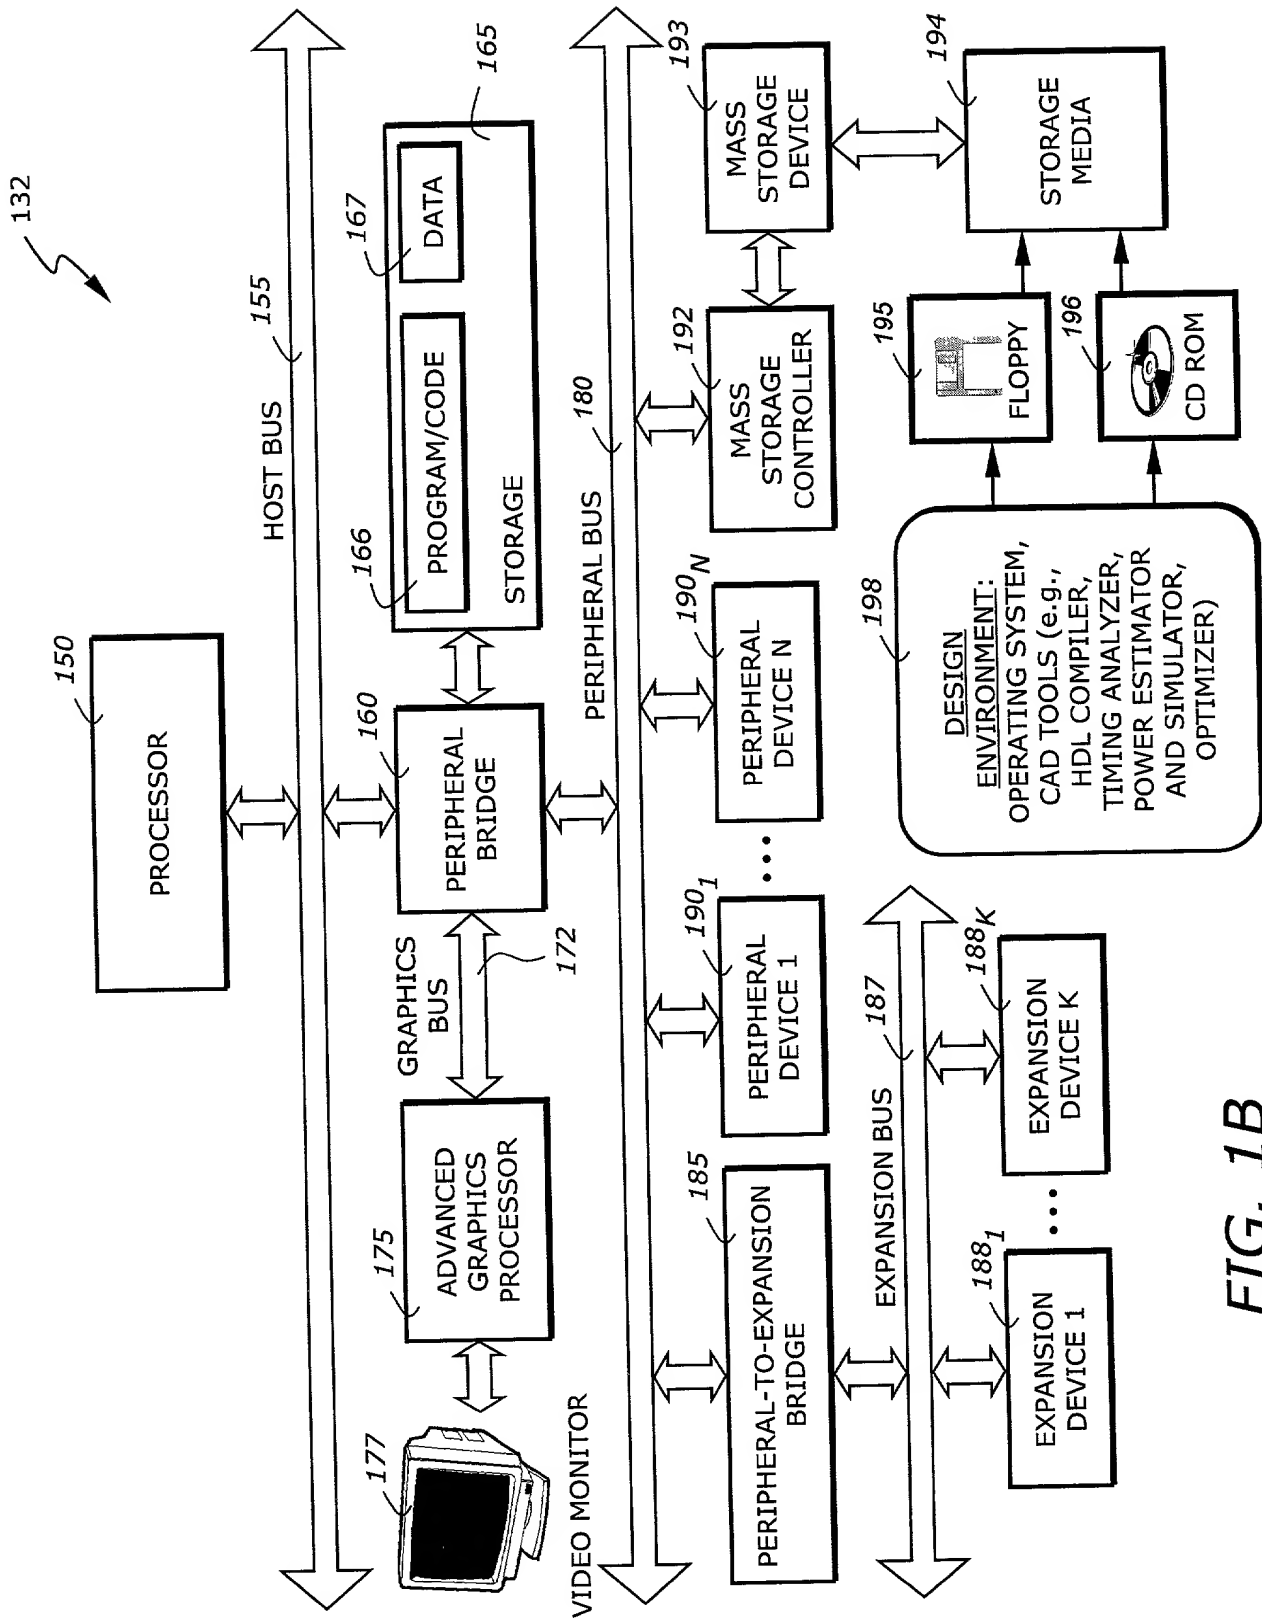 132
150
PROCESSOR
HOST BUS
155
177
VIDEO MONITOR
175
ADVANCED
GRAPHICS
PROCESSOR
GRAPHICS
BUS
172
160
PERIPHERAL
BRIDGE
166
PROGRAM/CODE
167
DATA
STORAGE
165
PERIPHERAL BUS
180
185
PERIPHERAL-TO-EXPANSION
BRIDGE
190₁
PERIPHERAL
DEVICE 1
•••
190N
PERIPHERAL
DEVICE N
192
MASS
STORAGE
CONTROLLER
193
MASS
STORAGE
DEVICE
EXPANSION BUS
187
188₁
EXPANSION
DEVICE 1
•••
188K
EXPANSION
DEVICE K
198
DESIGN
ENVIRONMENT:
OPERATING SYSTEM,
CAD TOOLS (e.g.,
HDL COMPILER,
TIMING ANALYZER,
POWER ESTIMATOR
AND SIMULATOR,
OPTIMIZER)
195
FLOPPY
196
CD ROM
194
STORAGE
MEDIA
FIG. 1B